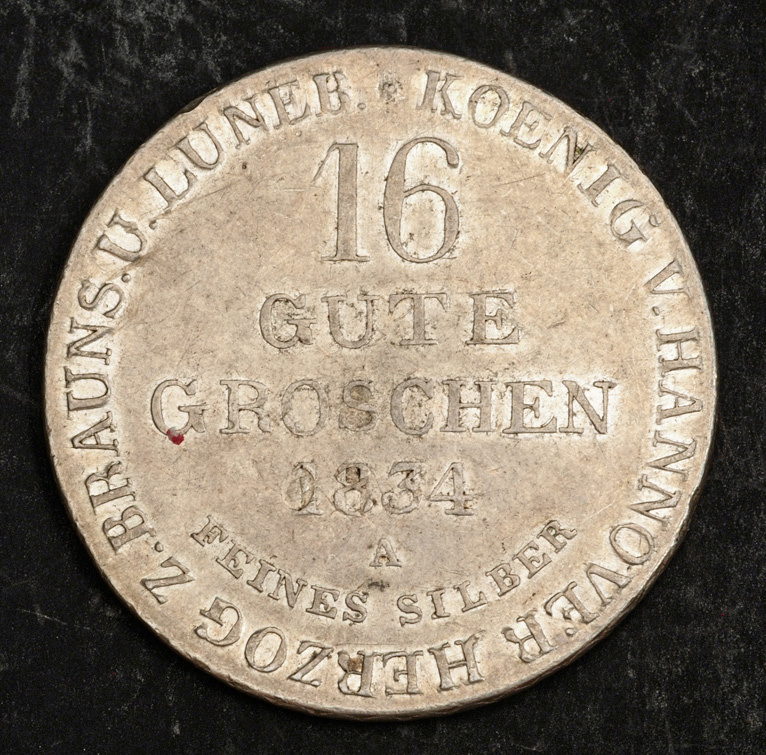 KOENIG V. HANNOVER HERZOG Z. BRAUNS. U. LUNEB.
16
GUTE
GROSCHEN
1834
A
FEINES SILBER